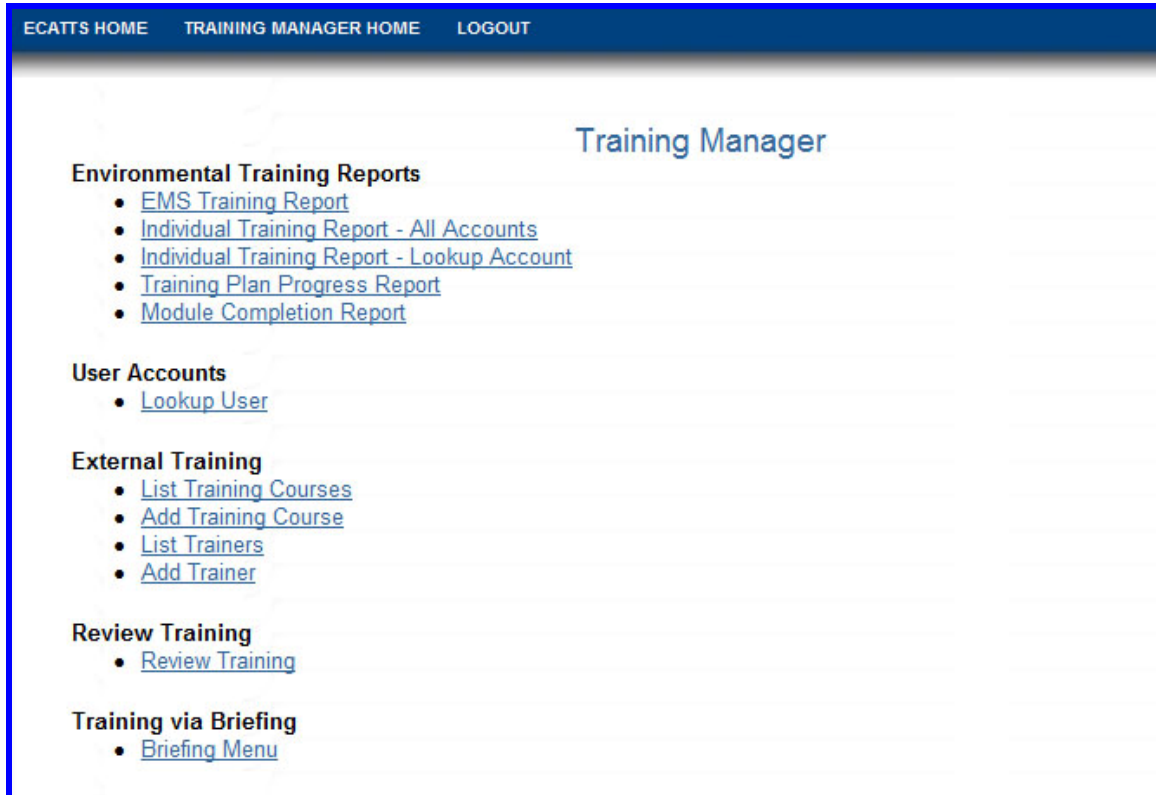 ECATTS HOME TRAINING MANAGER HOME LOGOUT
Training Manager
Environmental Training Reports
• EMS Training Report
• Individual Training Report - All Accounts
• Individual Training Report - Lookup Account
• Training Plan Progress Report
• Module Completion Report
User Accounts
• Lookup User
External Training
• List Training Courses
• Add Training Course
• List Trainers
• Add Trainer
Review Training
• Review Training
Training via Briefing
• Briefing Menu